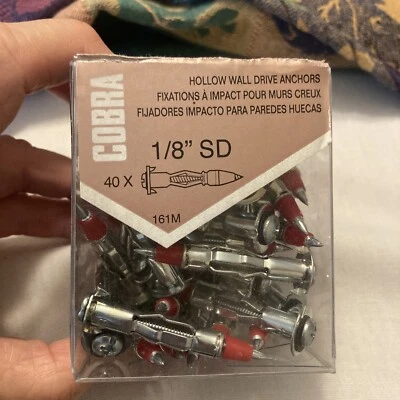 COBRA
HOLLOW WALL DRIVE ANCHORS
FIXATIONS À IMPACT POUR MURS CREUX
FIJADORES IMPACTO PARA PAREDES HUECAS
1/8" SD
40 X
161M